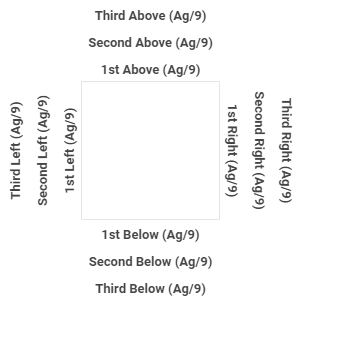 Third Above (Ag/9)
Second Above (Ag/9)
1st Above (Ag/9)
Third Left (Ag/9)
Second Left (Ag/9)
1st Left (Ag/9)
1st Right (Ag/9)
Second Right (Ag/9)
Third Right (Ag/9)
1st Below (Ag/9)
Second Below (Ag/9)
Third Below (Ag/9)